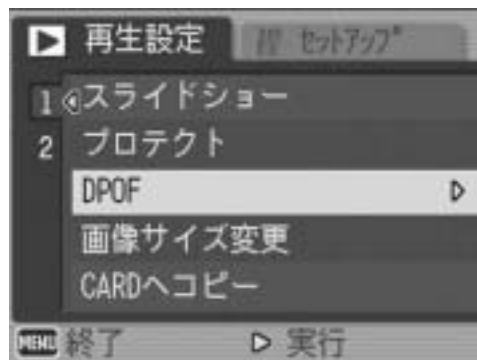 再生設定 セットアップ
1 スライドショー
2 プロテクト
DPOF
画像サイズ変更
CARDへコピー
MENU 終了 実行